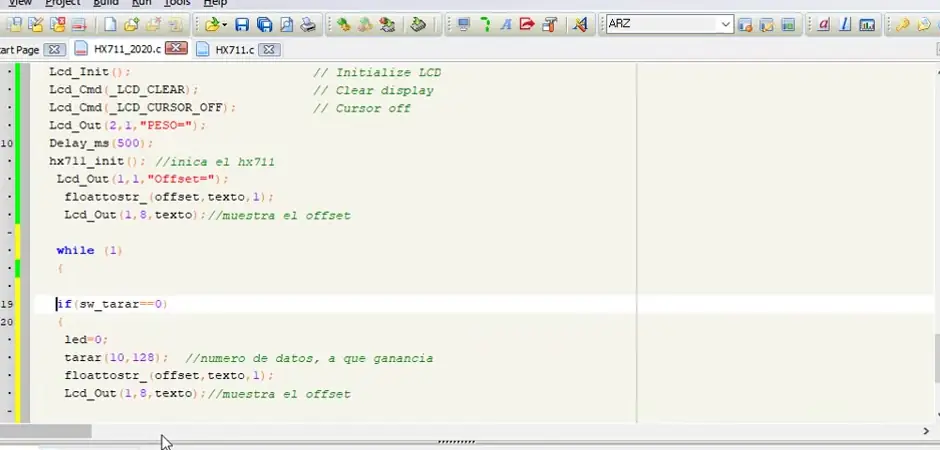 View Project Build Run Tools Help
ARZ
art Page HX711_2020.c HX711.c
Lcd_Init(); // Initialize LCD
Lcd_Cmd(_LCD_CLEAR); // Clear display
Lcd_Cmd(_LCD_CURSOR_OFF); // Cursor off
Lcd_Out(2,1,"PESO=");
10 Delay_ms(500);
hx711_init(); //inica el hx711
Lcd_Out(1,1,"Offset=");
floattostr_(offset,texto,1);
Lcd_Out(1,8,texto);//muestra el offset
while (1)
{
19 if(sw_tarar==0)
20 {
led=0;
tarar(10,128); //numero de datos, a que ganancia
floattostr_(offset,texto,1);
Lcd_Out(1,8,texto);//muestra el offset